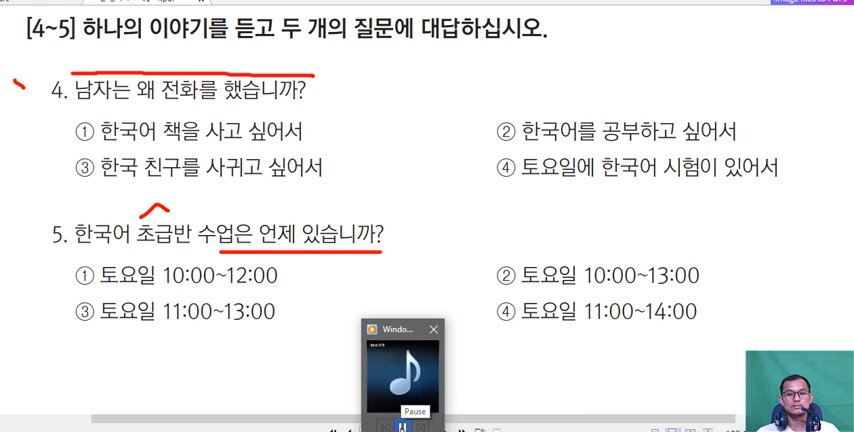 [4~5] 하나의 이야기를 듣고 두 개의 질문에 대답하십시오.
4. 남자는 왜 전화를 했습니까?
① 한국어 책을 사고 싶어서
② 한국어를 공부하고 싶어서
③ 한국 친구를 사귀고 싶어서
④ 토요일에 한국어 시험이 있어서
5. 한국어 초급반 수업은 언제 있습니까?
① 토요일 10:00~12:00
② 토요일 10:00~13:00
③ 토요일 11:00~13:00
④ 토요일 11:00~14:00
Windo...
Pause